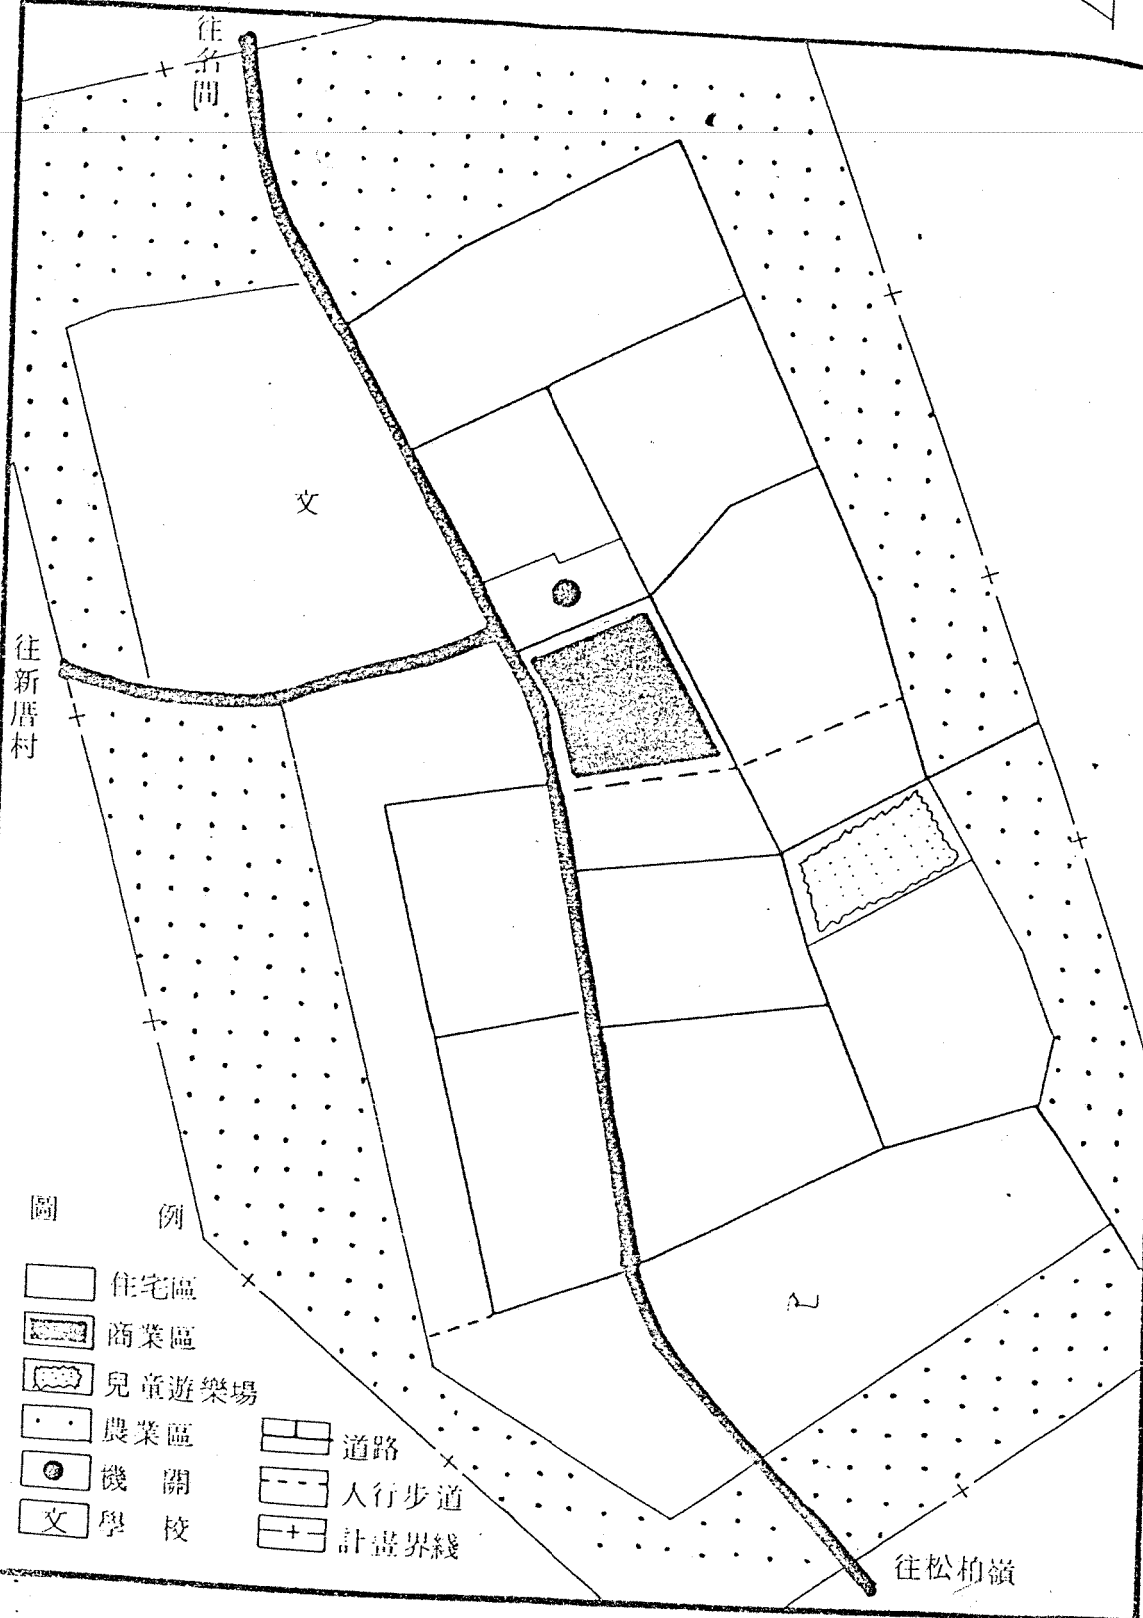 往名間
文
往新厝村
圖 例
住宅區
商業區
兒童遊樂場
農業區
機 關
文 學 校
道路
人行步道
計畫界綫
往松柏嶺